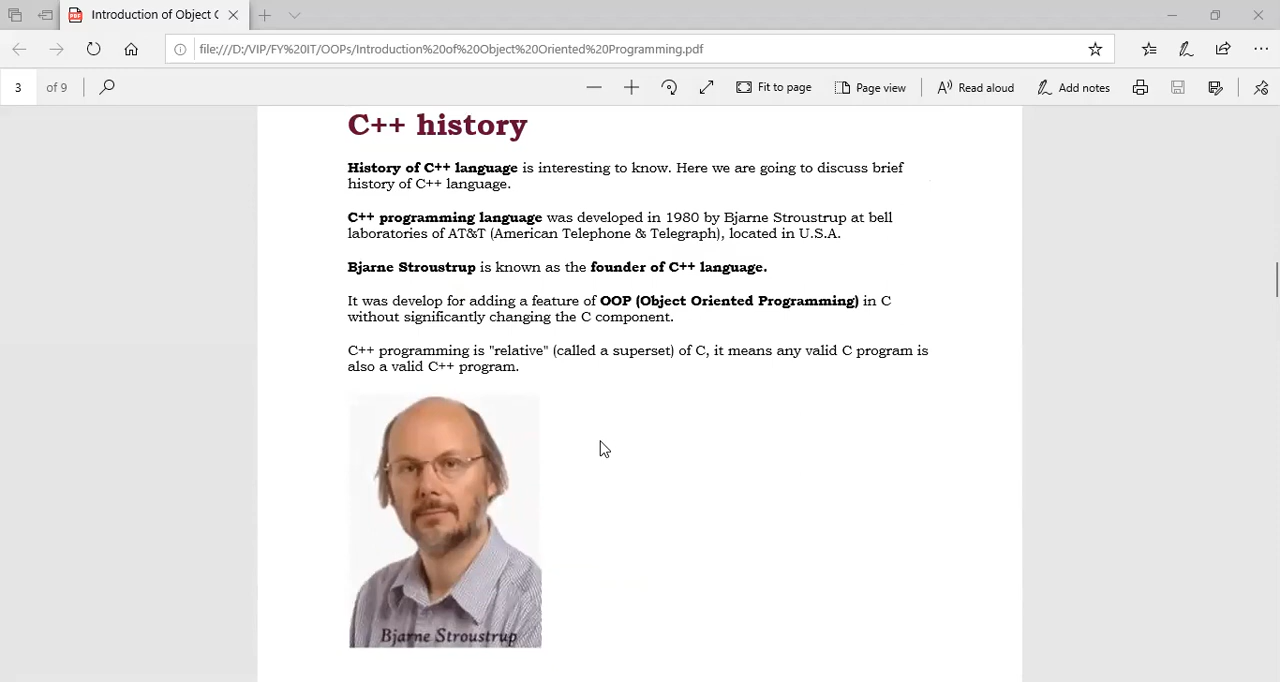 Introduction of Object C
file:///D:/VIP/FY%20IT/OOPs/Introduction%20of%20Object%20Oriented%20Programming.pdf
3 of 9 Fit to page Page view Read aloud Add notes
C++ history
History of C++ language is interesting to know. Here we are going to discuss brief
history of C++ language.
C++ programming language was developed in 1980 by Bjarne Stroustrup at bell
laboratories of AT&T (American Telephone & Telegraph), located in U.S.A.
Bjarne Stroustrup is known as the founder of C++ language.
It was develop for adding a feature of OOP (Object Oriented Programming) in C
without significantly changing the C component.
C++ programming is "relative" (called a superset) of C, it means any valid C program is
also a valid C++ program.
Bjarne Stroustrup